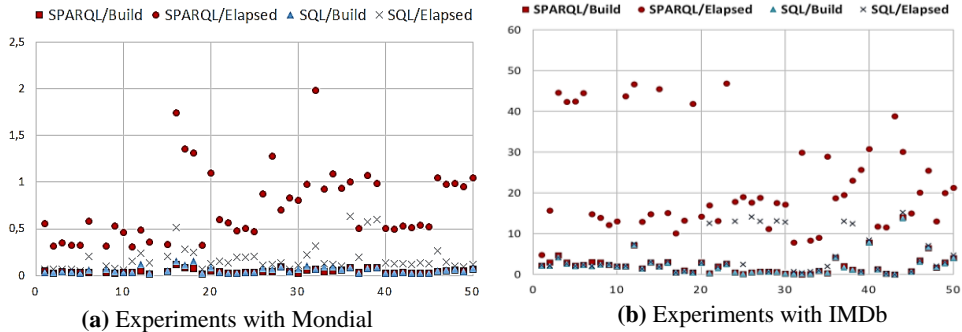 SPARQL/Build SPARQL/Elapsed SQL/Build SQL/Elapsed
2,5
2
1,5
1
0,5
0
0 10 20 30 40 50
(a) Experiments with Mondial
SPARQL/Build SPARQL/Elapsed SQL/Build SQL/Elapsed
60
50
40
30
20
10
0
0 10 20 30 40 50
(b) Experiments with IMDb